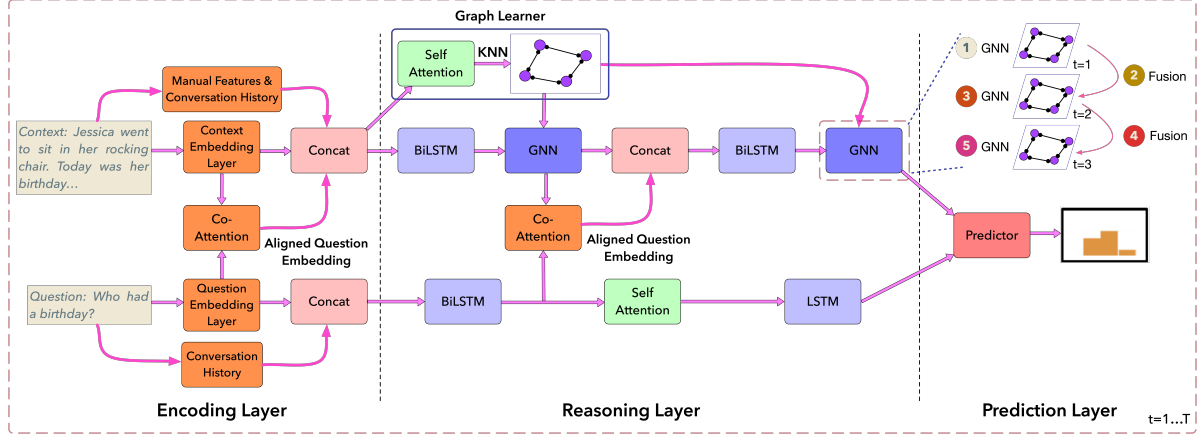 Graph Learner
Self
Attention
KNN
Manual Features &
Conversation History
Context: Jessica went
to sit in her rocking
chair. Today was her
birthday...
Context
Embedding
Layer
Concat
BiLSTM
GNN
Concat
BiLSTM
GNN
Co-
Attention
Aligned Question
Embedding
Co-
Attention
Aligned Question
Embedding
Question: Who had
a birthday?
Question
Embedding
Layer
Concat
BiLSTM
Self
Attention
LSTM
Conversation
History
1 GNN
t=1
2 Fusion
3 GNN
t=2
4 Fusion
5 GNN
t=3
Predictor
Encoding Layer
Reasoning Layer
Prediction Layer
t=1...T